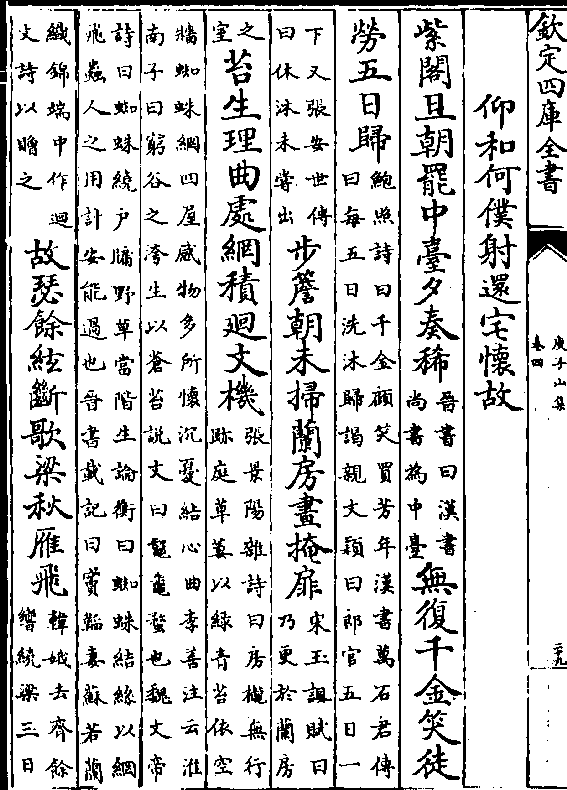 欽定四庫全書
庾子山集
卷四
二九
仰和何僕射還宅懷故
紫閣旦朝罷中臺夕奏稀晉書曰漢書尚書為中臺無復千金笑徒
勞五日歸鮑照詩曰千金顧笑買芳年漢書萬石君傳曰每五日洗沐歸謁親文頴曰郎官五日一
下又張安世傳曰休沐未嘗出步簷朝未掃蘭房晝掩扉宋玉諷賦曰乃更於蘭房
之室苔生理曲處網積迴文機張景陽雜詩曰房櫳無行跡庭草萋以緑青苔依空
牆蜘蛛網四屋感物多所懷沉憂結心曲李善注云淮南子曰窮谷之洿生以蒼苔説文曰鼅鼄蟊也魏文帝
詩曰蜘蛛繞户牖野草當階生論衡曰蜘蛛結絲以網飛蟲人之用計安能過也晉書載記曰竇韜妻蘇若蘭
織錦端中作迴文詩以贍之故瑟餘絃斷歌梁秋雁飛韓娥去齊餘響繞梁三日